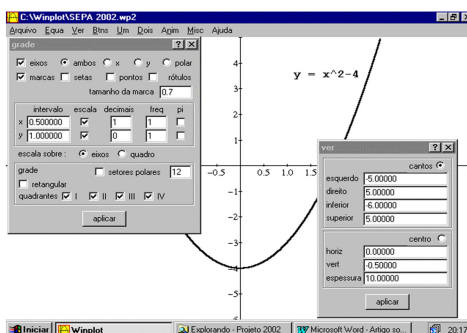 C:\Winplot\SEPA 2002.wp2
Arquivo Equa Ver Btns Um Dois Anim Misc Ajuda
grade
eixos ambos x y polar
marcas setas pontos rótulos
tamanho da marca 0.7
intervalo escala decimais freq pi
x 0.500000 1 1
y 1.000000 0 1
escala sobre : eixos quadro
grade setores polares 12
retangular
quadrantes I II III IV
aplicar
y = x^2-4
4
3
2
1
-0.5 0.5 1.0 1.5
-1
-2
-3
-4
-5
ver
cantos
esquerdo -5.00000
direito 5.00000
inferior -6.00000
superior 5.00000
centro
horiz 0.00000
vert -0.50000
espessura 10.00000
aplicar
Iniciar Winplot Explorando - Projeto 2002 Microsoft Word - Artigo so... 20:17